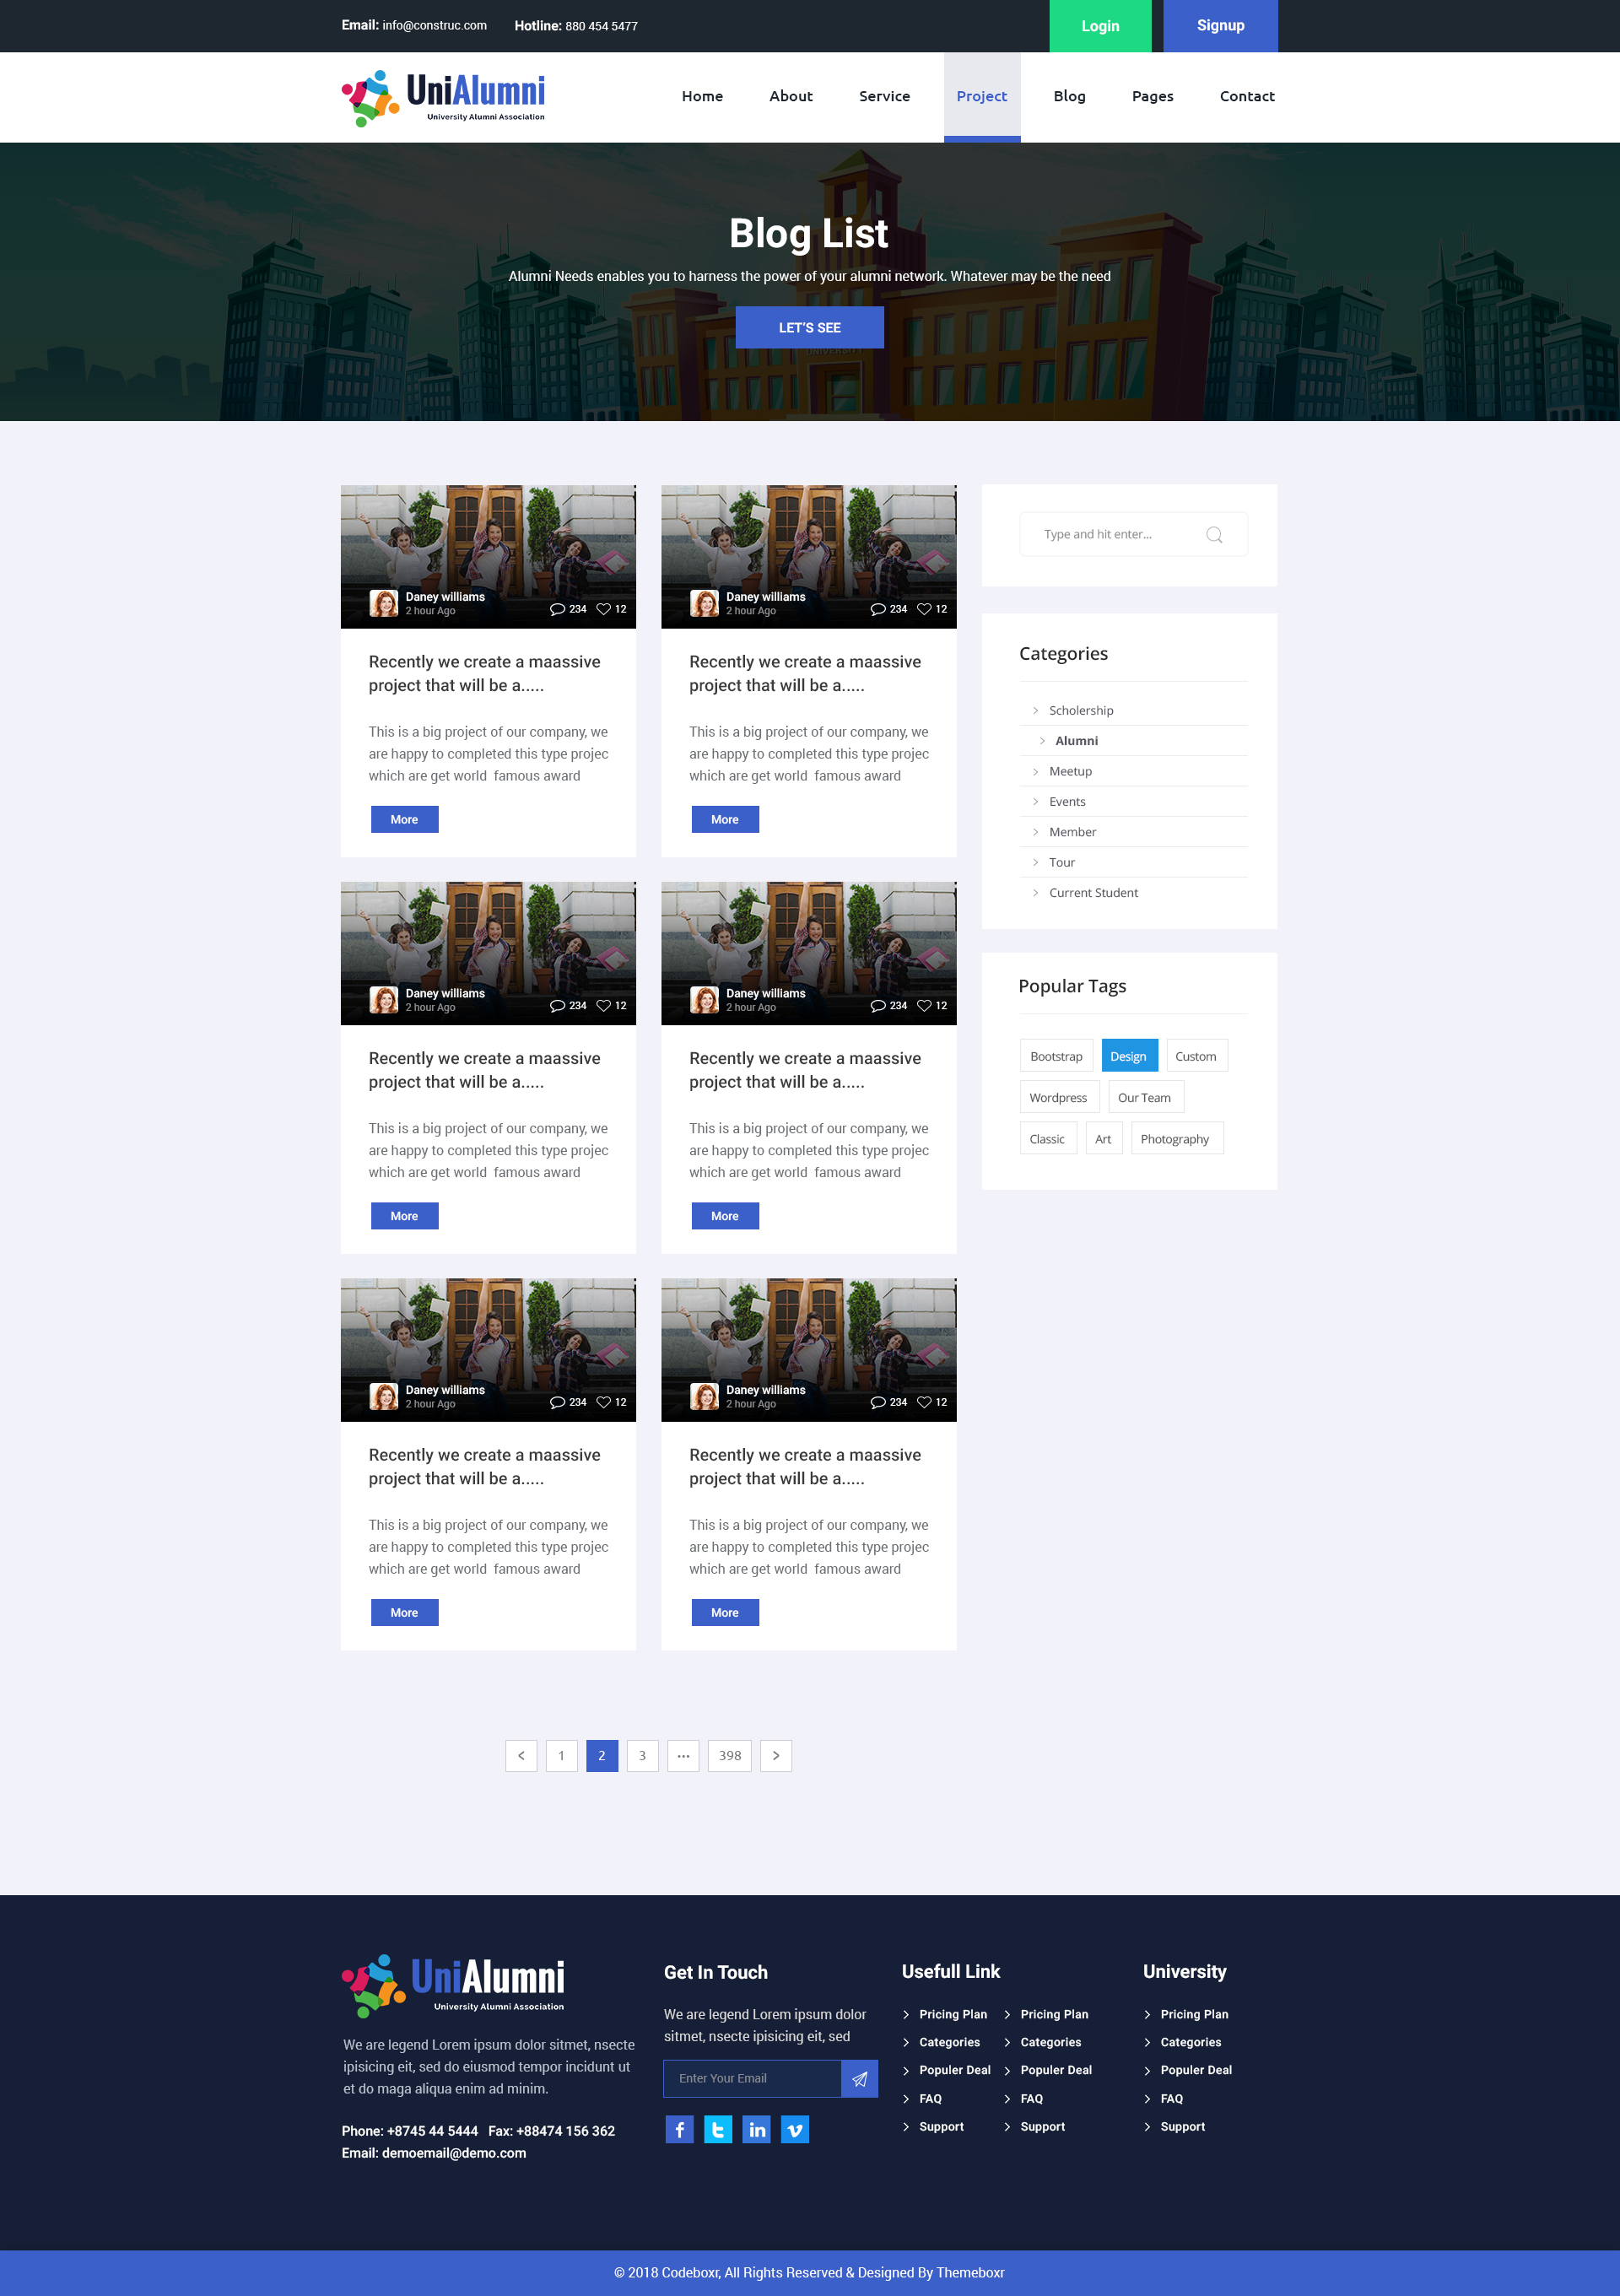 Email: info@construc.com Hotline: 880 454 5477
Login
Signup
UniAlumni
University Alumni Association
Home About Service Project Blog Pages Contact
Blog List
Alumni Needs enables you to harness the power of your alumni network. Whatever may be the need
LET'S SEE
UNIVERSITY
Daney williams
2 hour Ago
234 12
Recently we create a maassive
project that will be a.....
This is a big project of our company, we
are happy to completed this type projec
which are get world famous award
More
Daney williams
2 hour Ago
234 12
Recently we create a maassive
project that will be a.....
This is a big project of our company, we
are happy to completed this type projec
which are get world famous award
More
Daney williams
2 hour Ago
234 12
Recently we create a maassive
project that will be a.....
This is a big project of our company, we
are happy to completed this type projec
which are get world famous award
More
Daney williams
2 hour Ago
234 12
Recently we create a maassive
project that will be a.....
This is a big project of our company, we
are happy to completed this type projec
which are get world famous award
More
Daney williams
2 hour Ago
234 12
Recently we create a maassive
project that will be a.....
This is a big project of our company, we
are happy to completed this type projec
which are get world famous award
More
Daney williams
2 hour Ago
234 12
Recently we create a maassive
project that will be a.....
This is a big project of our company, we
are happy to completed this type projec
which are get world famous award
More
Type and hit enter...
Categories
> Scholership
> Alumni
> Meetup
> Events
> Member
> Tour
> Current Student
Popular Tags
Bootstrap Design Custom
Wordpress Our Team
Classic Art Photography
< 1 2 3 ... 398 >
UniAlumni
University Alumni Association
We are legend Lorem ipsum dolor sitmet, nsecte
ipisicing eit, sed do eiusmod tempor incidunt ut
et do maga aliqua enim ad minim.
Phone: +8745 44 5444 Fax: +88474 156 362
Email: demoemail@demo.com
Get In Touch
We are legend Lorem ipsum dolor
sitmet, nsecte ipisicing eit, sed
Enter Your Email
Usefull Link
> Pricing Plan > Pricing Plan
> Categories > Categories
> Populer Deal > Populer Deal
> FAQ > FAQ
> Support > Support
University
> Pricing Plan
> Categories
> Populer Deal
> FAQ
> Support
© 2018 Codeboxr, All Rights Reserved & Designed By Themeboxr